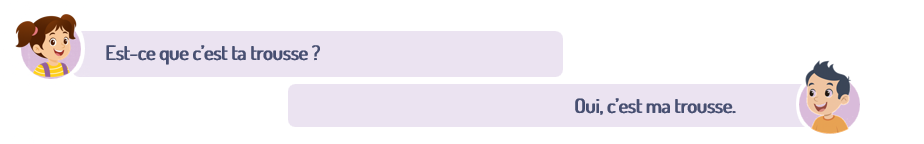 Est-ce que c'est ta trousse ?
Oui, c'est ma trousse.